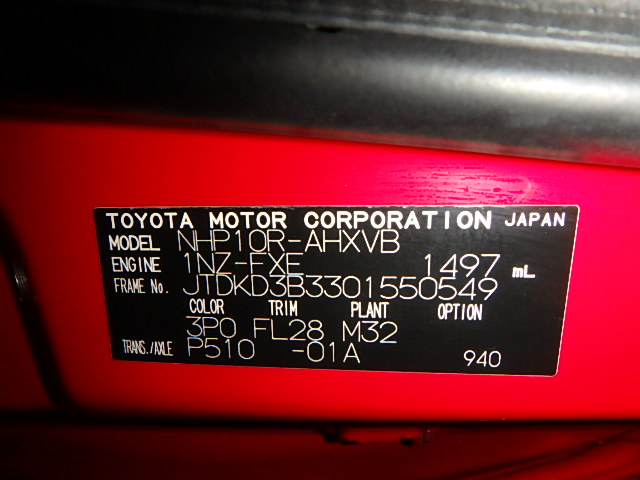 TOYOTA MOTOR CORPORATION JAPAN
MODEL NHP10R-AHXVB
ENGINE 1NZ-FXE 1497 mL
FRAME No. JTDKD3B3301550549
COLOR TRIM PLANT OPTION
3P0 FL28 M32
TRANS./AXLE P510 -01A 940